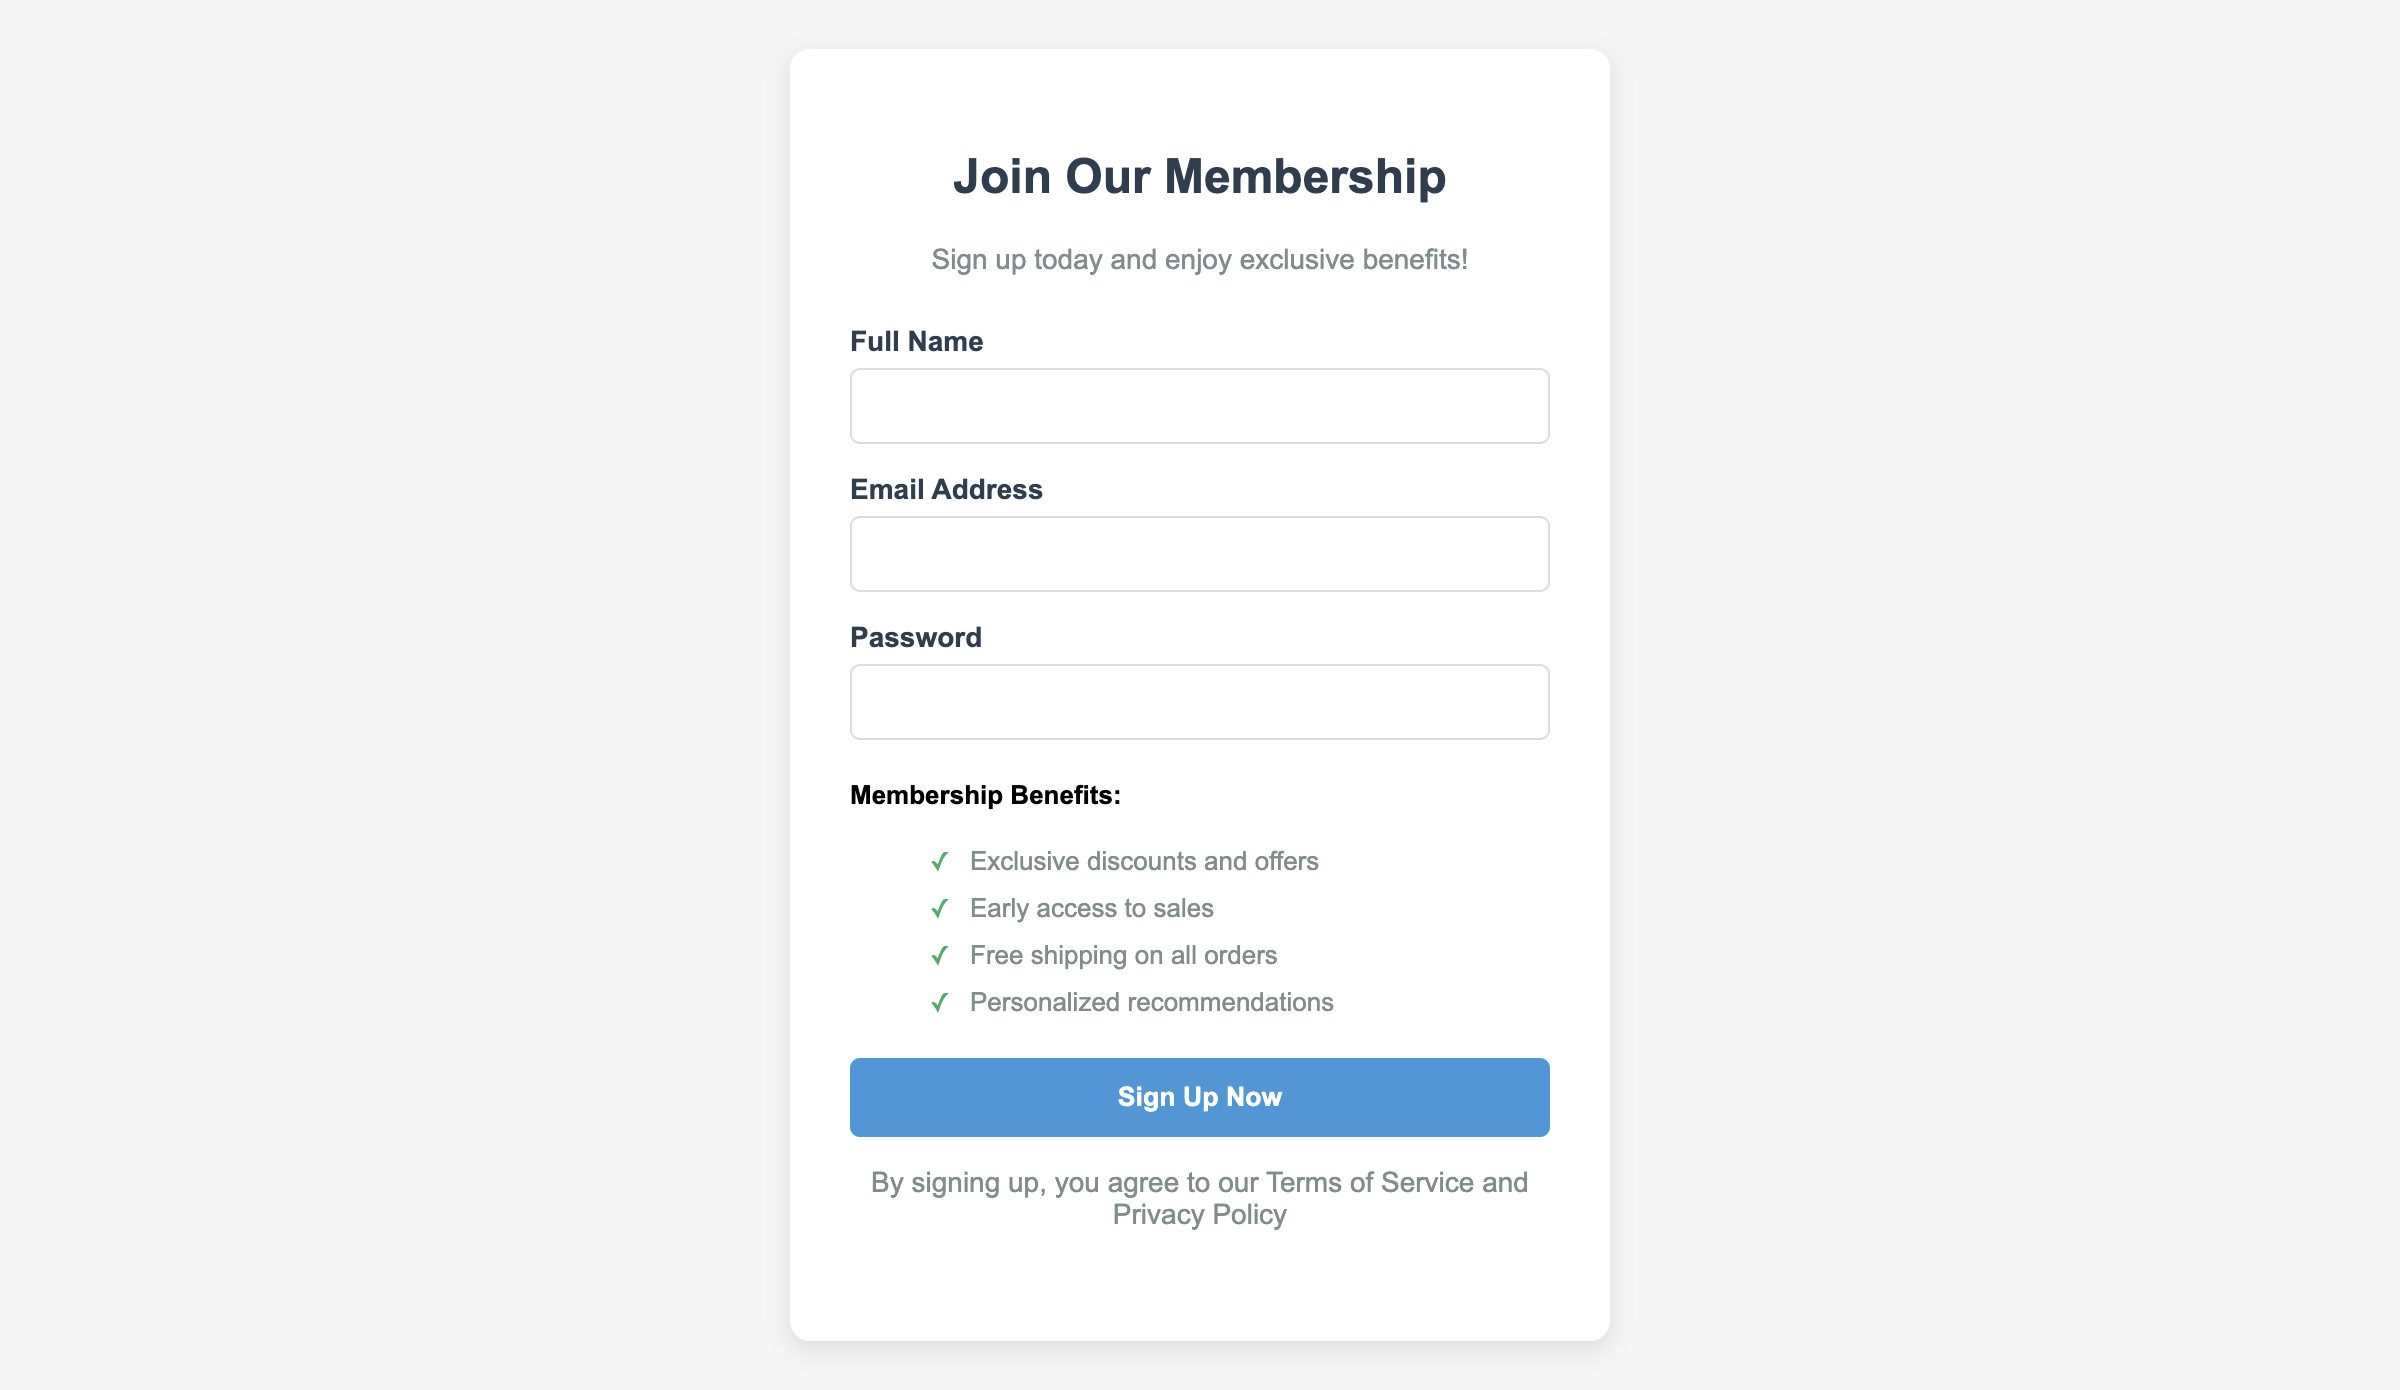 Join Our Membership
Sign up today and enjoy exclusive benefits!
Full Name
Email Address
Password
Membership Benefits:
✓ Exclusive discounts and offers
✓ Early access to sales
✓ Free shipping on all orders
✓ Personalized recommendations
Sign Up Now
By signing up, you agree to our Terms of Service and
Privacy Policy